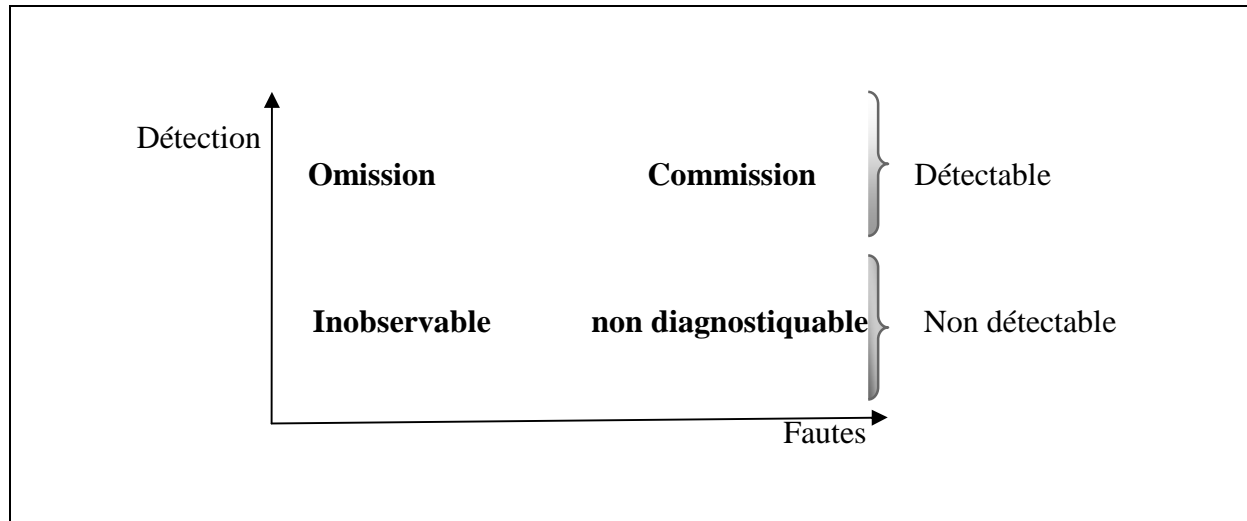 Détection
Omission Commission Détectable
Inobservable non diagnostiquable Non détectable
Fautes